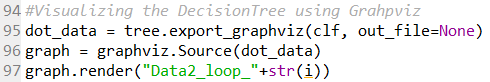 94 #Visualizing the DecisionTree using Grahpviz
95 dot_data = tree.export_graphviz(clf, out_file=None)
96 graph = graphviz.Source(dot_data)
97 graph.render("Data2_loop_"+str(i))